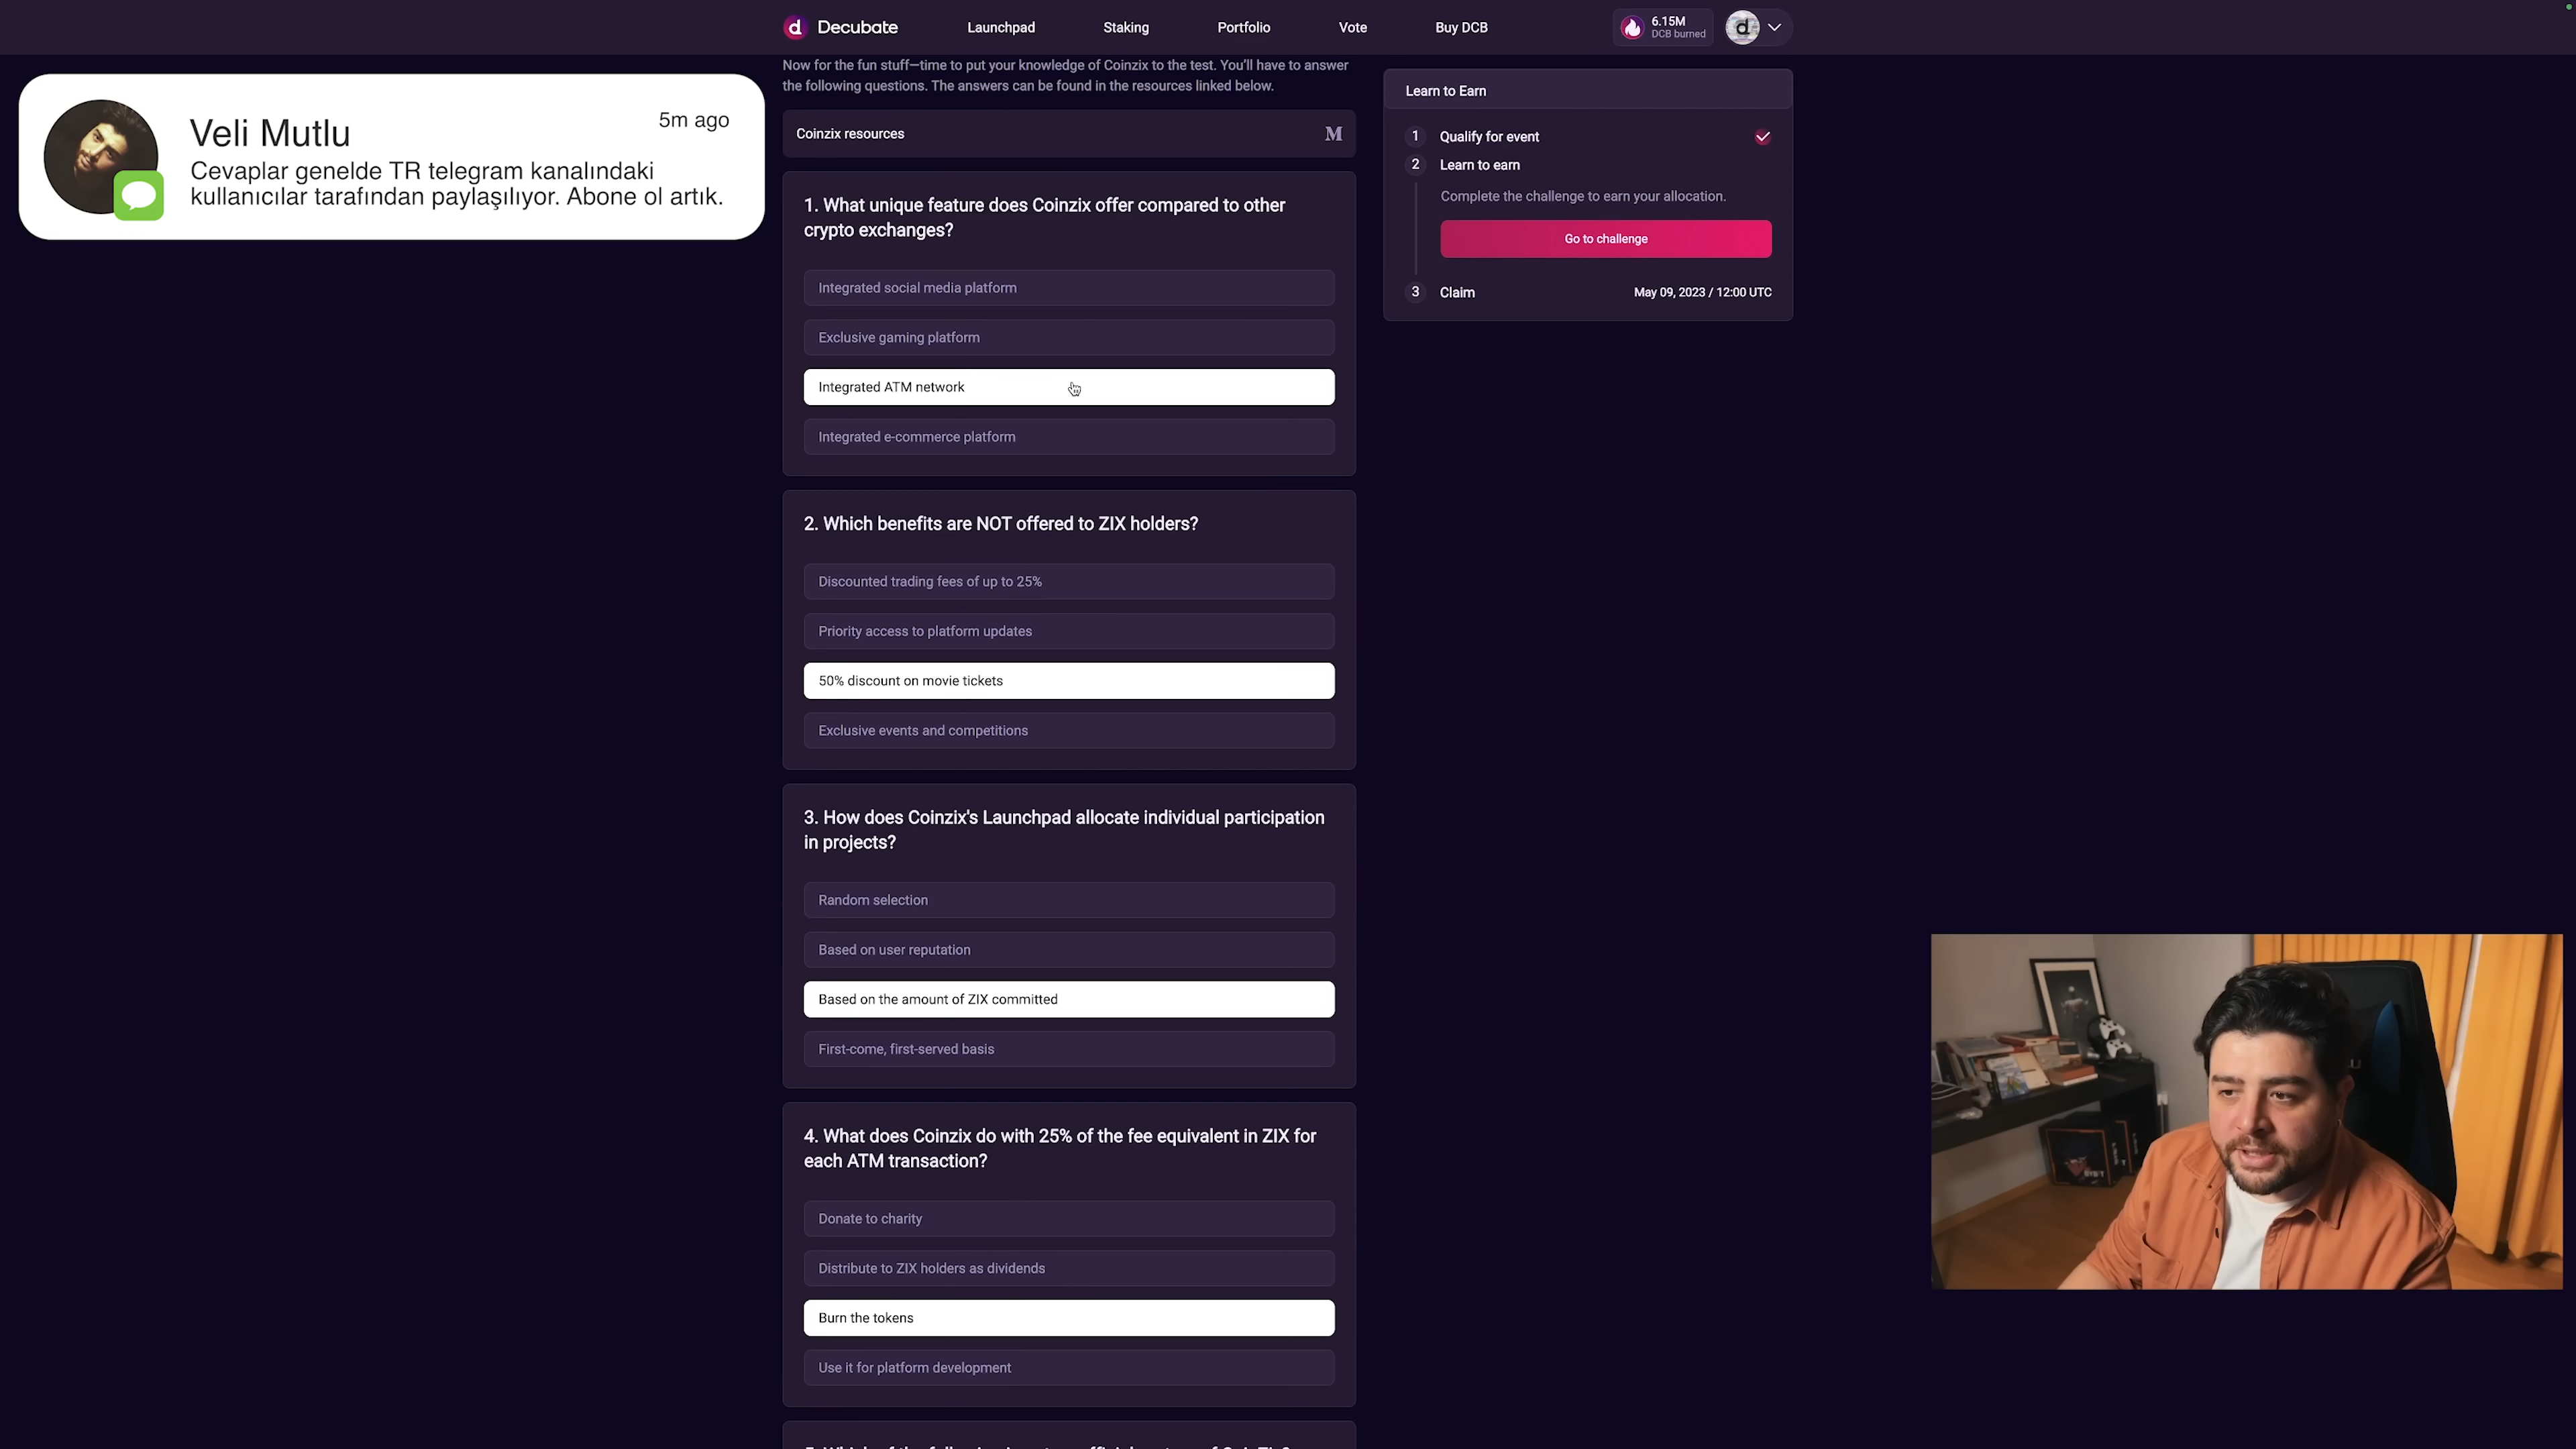 Decubate
Launchpad
Staking
Portfolio
Vote
Buy DCB
6.15M
DCB burned
Veli Mutlu
5m ago
Cevaplar genelde TR telegram kanalındaki
kullanıcılar tarafından paylaşılıyor. Abone ol artık.
Now for the fun stuff—time to put your knowledge of Coinzix to the test. You'll have to answer
the following questions. The answers can be found in the resources linked below.
Coinzix resources
1. What unique feature does Coinzix offer compared to other
crypto exchanges?
Integrated social media platform
Exclusive gaming platform
Integrated ATM network
Integrated e-commerce platform
2. Which benefits are NOT offered to ZIX holders?
Discounted trading fees of up to 25%
Priority access to platform updates
50% discount on movie tickets
Exclusive events and competitions
3. How does Coinzix's Launchpad allocate individual participation
in projects?
Random selection
Based on user reputation
Based on the amount of ZIX committed
First-come, first-served basis
4. What does Coinzix do with 25% of the fee equivalent in ZIX for
each ATM transaction?
Donate to charity
Distribute to ZIX holders as dividends
Burn the tokens
Use it for platform development
Learn to Earn
1 Qualify for event
2 Learn to earn
Complete the challenge to earn your allocation.
Go to challenge
3 Claim May 09, 2023 / 12:00 UTC